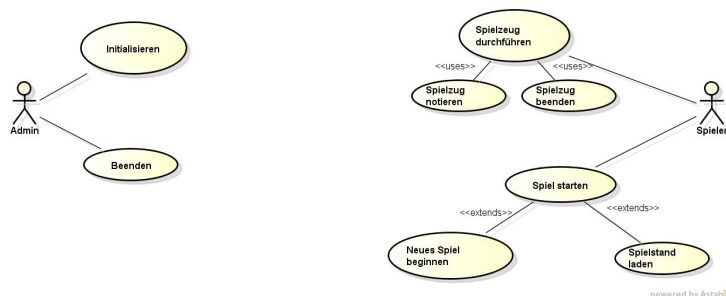 Initialisieren
Admin
Beenden
Spielzeug
durchführen
<<uses>>
<<uses>>
Spielzug
notieren
Spielzug
beenden
Spieler
Spiel starten
<<extends>>
<<extends>>
Neues Spiel
beginnen
Spielstand
laden
powered by Astah